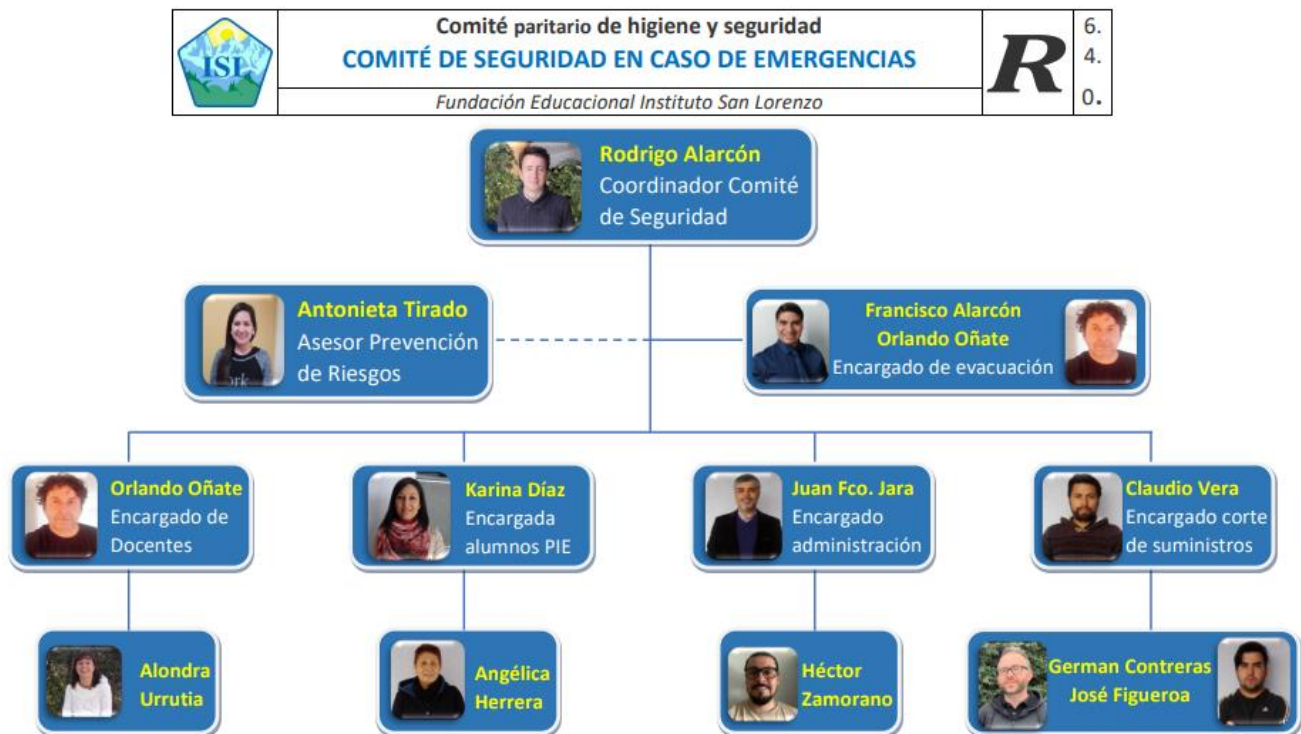 ISL
Comité paritario de higiene y seguridad
COMITÉ DE SEGURIDAD EN CASO DE EMERGENCIAS
Fundación Educacional Instituto San Lorenzo
R
6.
4.
0.
Rodrigo Alarcón
Coordinador Comité
de Seguridad
Antonieta Tirado
Asesor Prevención
de Riesgos
Francisco Alarcón
Orlando Oñate
Encargado de evacuación
Orlando Oñate
Encargado de
Docentes
Karina Díaz
Encargada
alumnos PIE
Juan Fco. Jara
Encargado
administración
Claudio Vera
Encargado corte
de suministros
Alondra
Urrutia
Angélica
Herrera
Héctor
Zamorano
German Contreras
José Figueroa